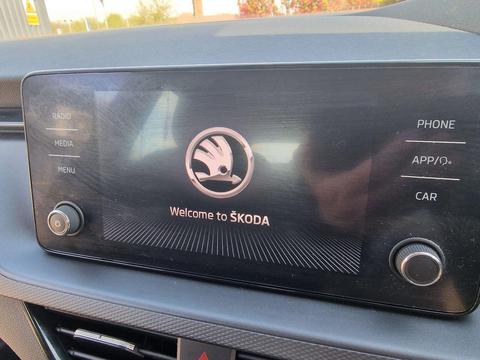 RADIO
MEDIA
MENU
Welcome to ŠKODA
PHONE
APP/
CAR